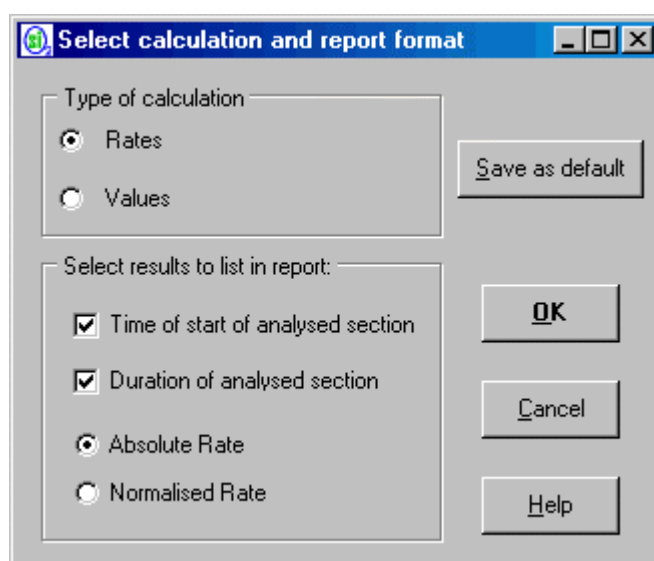 si
Select calculation and report format
Type of calculation
Rates
Values
Save as default
Select results to list in report:
Time of start of analysed section
Duration of analysed section
Absolute Rate
Normalised Rate
OK
Cancel
Help